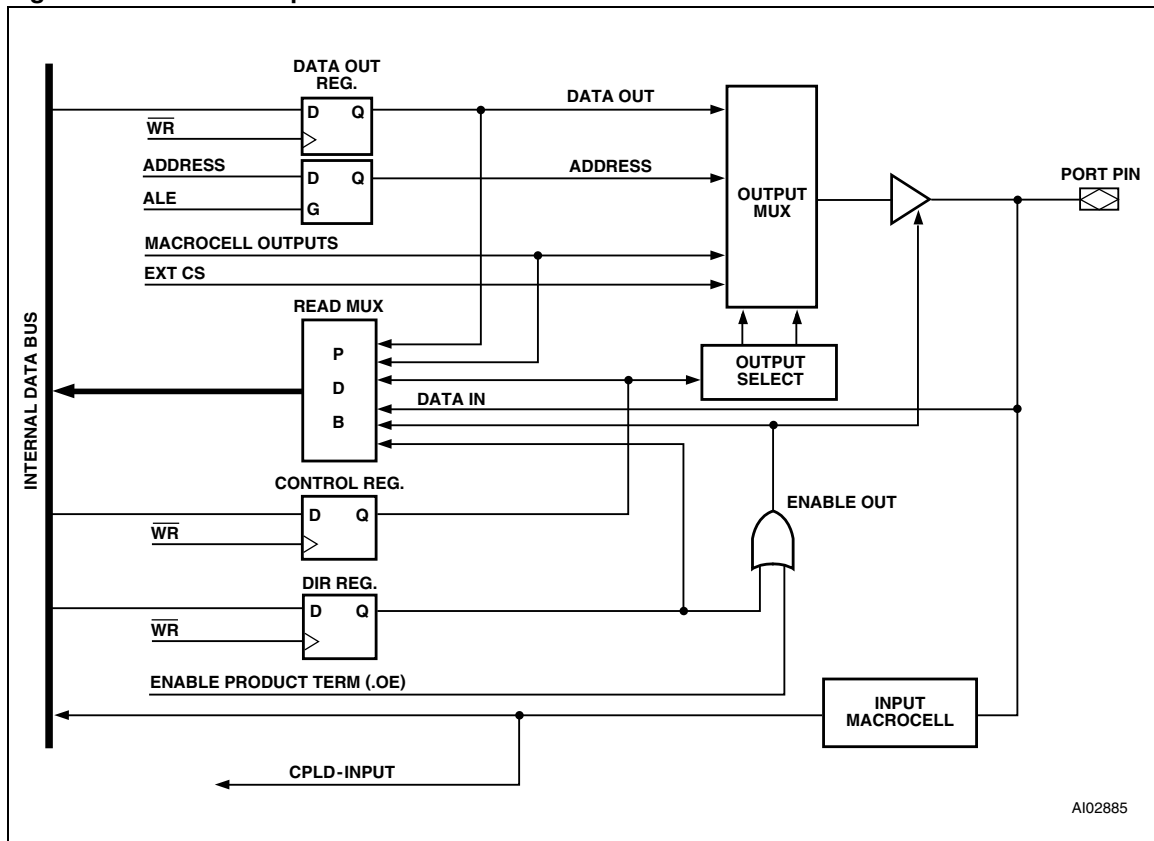 DATA OUT
REG.
D Q
DATA OUT
WR
ADDRESS
D Q
ADDRESS
ALE
G
OUTPUT
MUX
PORT PIN
MACROCELL OUTPUTS
EXT CS
READ MUX
P
D
B
OUTPUT
SELECT
DATA IN
INTERNAL DATA BUS
CONTROL REG.
D Q
WR
ENABLE OUT
DIR REG.
D Q
WR
ENABLE PRODUCT TERM (.OE)
INPUT
MACROCELL
CPLD-INPUT
AI02885